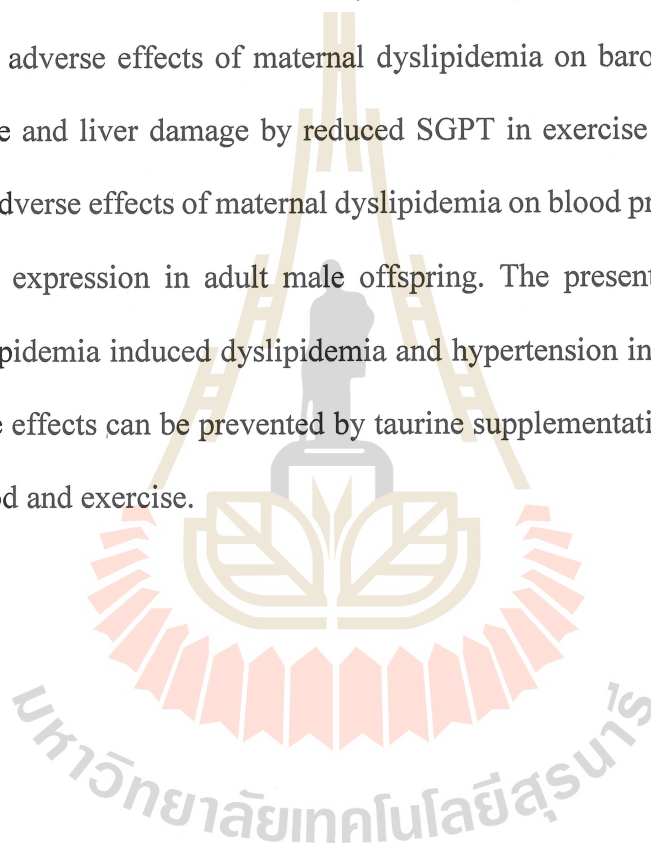 adverse effects of maternal dyslipidemia on baro
e and liver damage by reduced SGPT in exercise
dverse effects of maternal dyslipidemia on blood pr
expression in adult male offspring. The present
pidemia induced dyslipidemia and hypertension in
e effects can be prevented by taurine supplementati
od and exercise.
มหาวิทยาลัยเทคโนโลยีสุรนารี